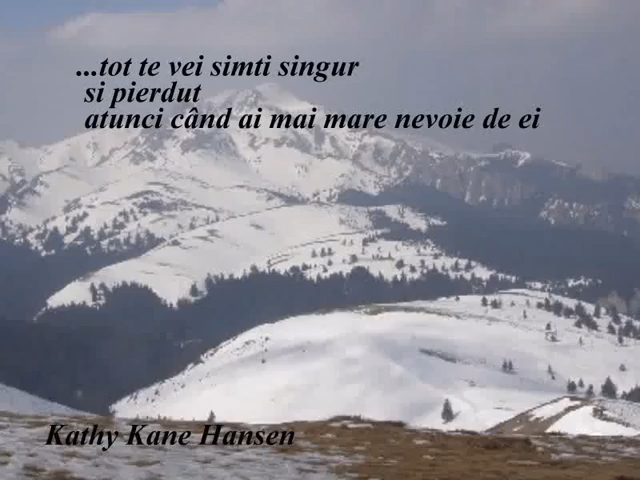 ...tot te vei simti singur
si pierdut
atunci când ai mai mare nevoie de ei
Kathy Kane Hansen